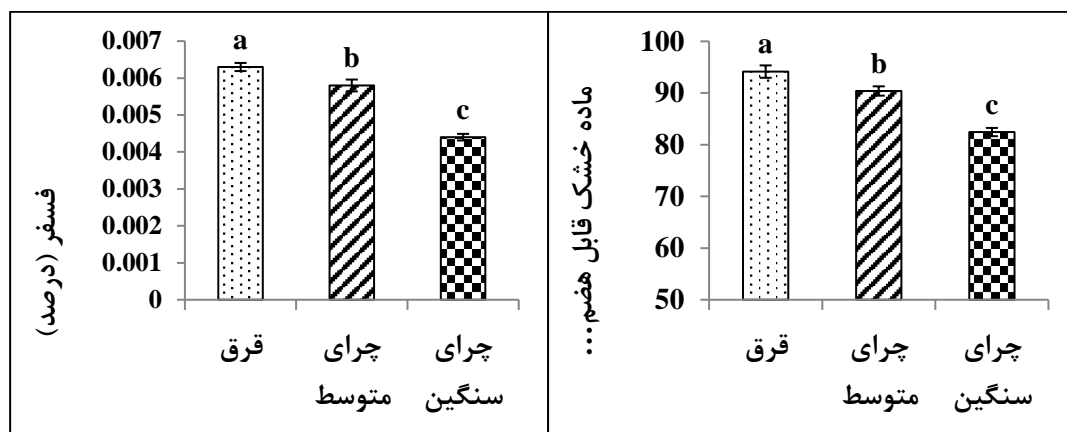 فسفر (درصد)
0.007
0.006
0.005
0.004
0.003
0.002
0.001
0
a
b
c
قرق
چرای
متوسط
چرای
سنگین
ماده خشک قابل هضم...
100
90
80
70
60
50
a
b
c
قرق
چرای
متوسط
چرای
سنگین